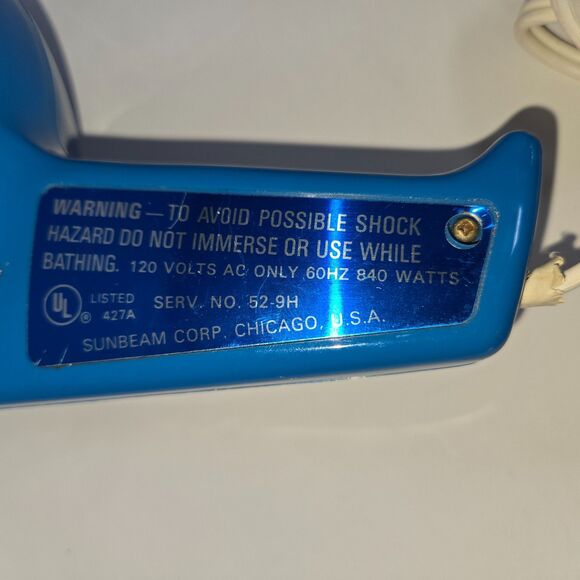 WARNING — TO AVOID POSSIBLE SHOCK
HAZARD DO NOT IMMERSE OR USE WHILE
BATHING. 120 VOLTS AC ONLY 60HZ 840 WATTS
UL ® LISTED 427A SERV. NO. 52-9H
SUNBEAM CORP. CHICAGO, U.S.A.